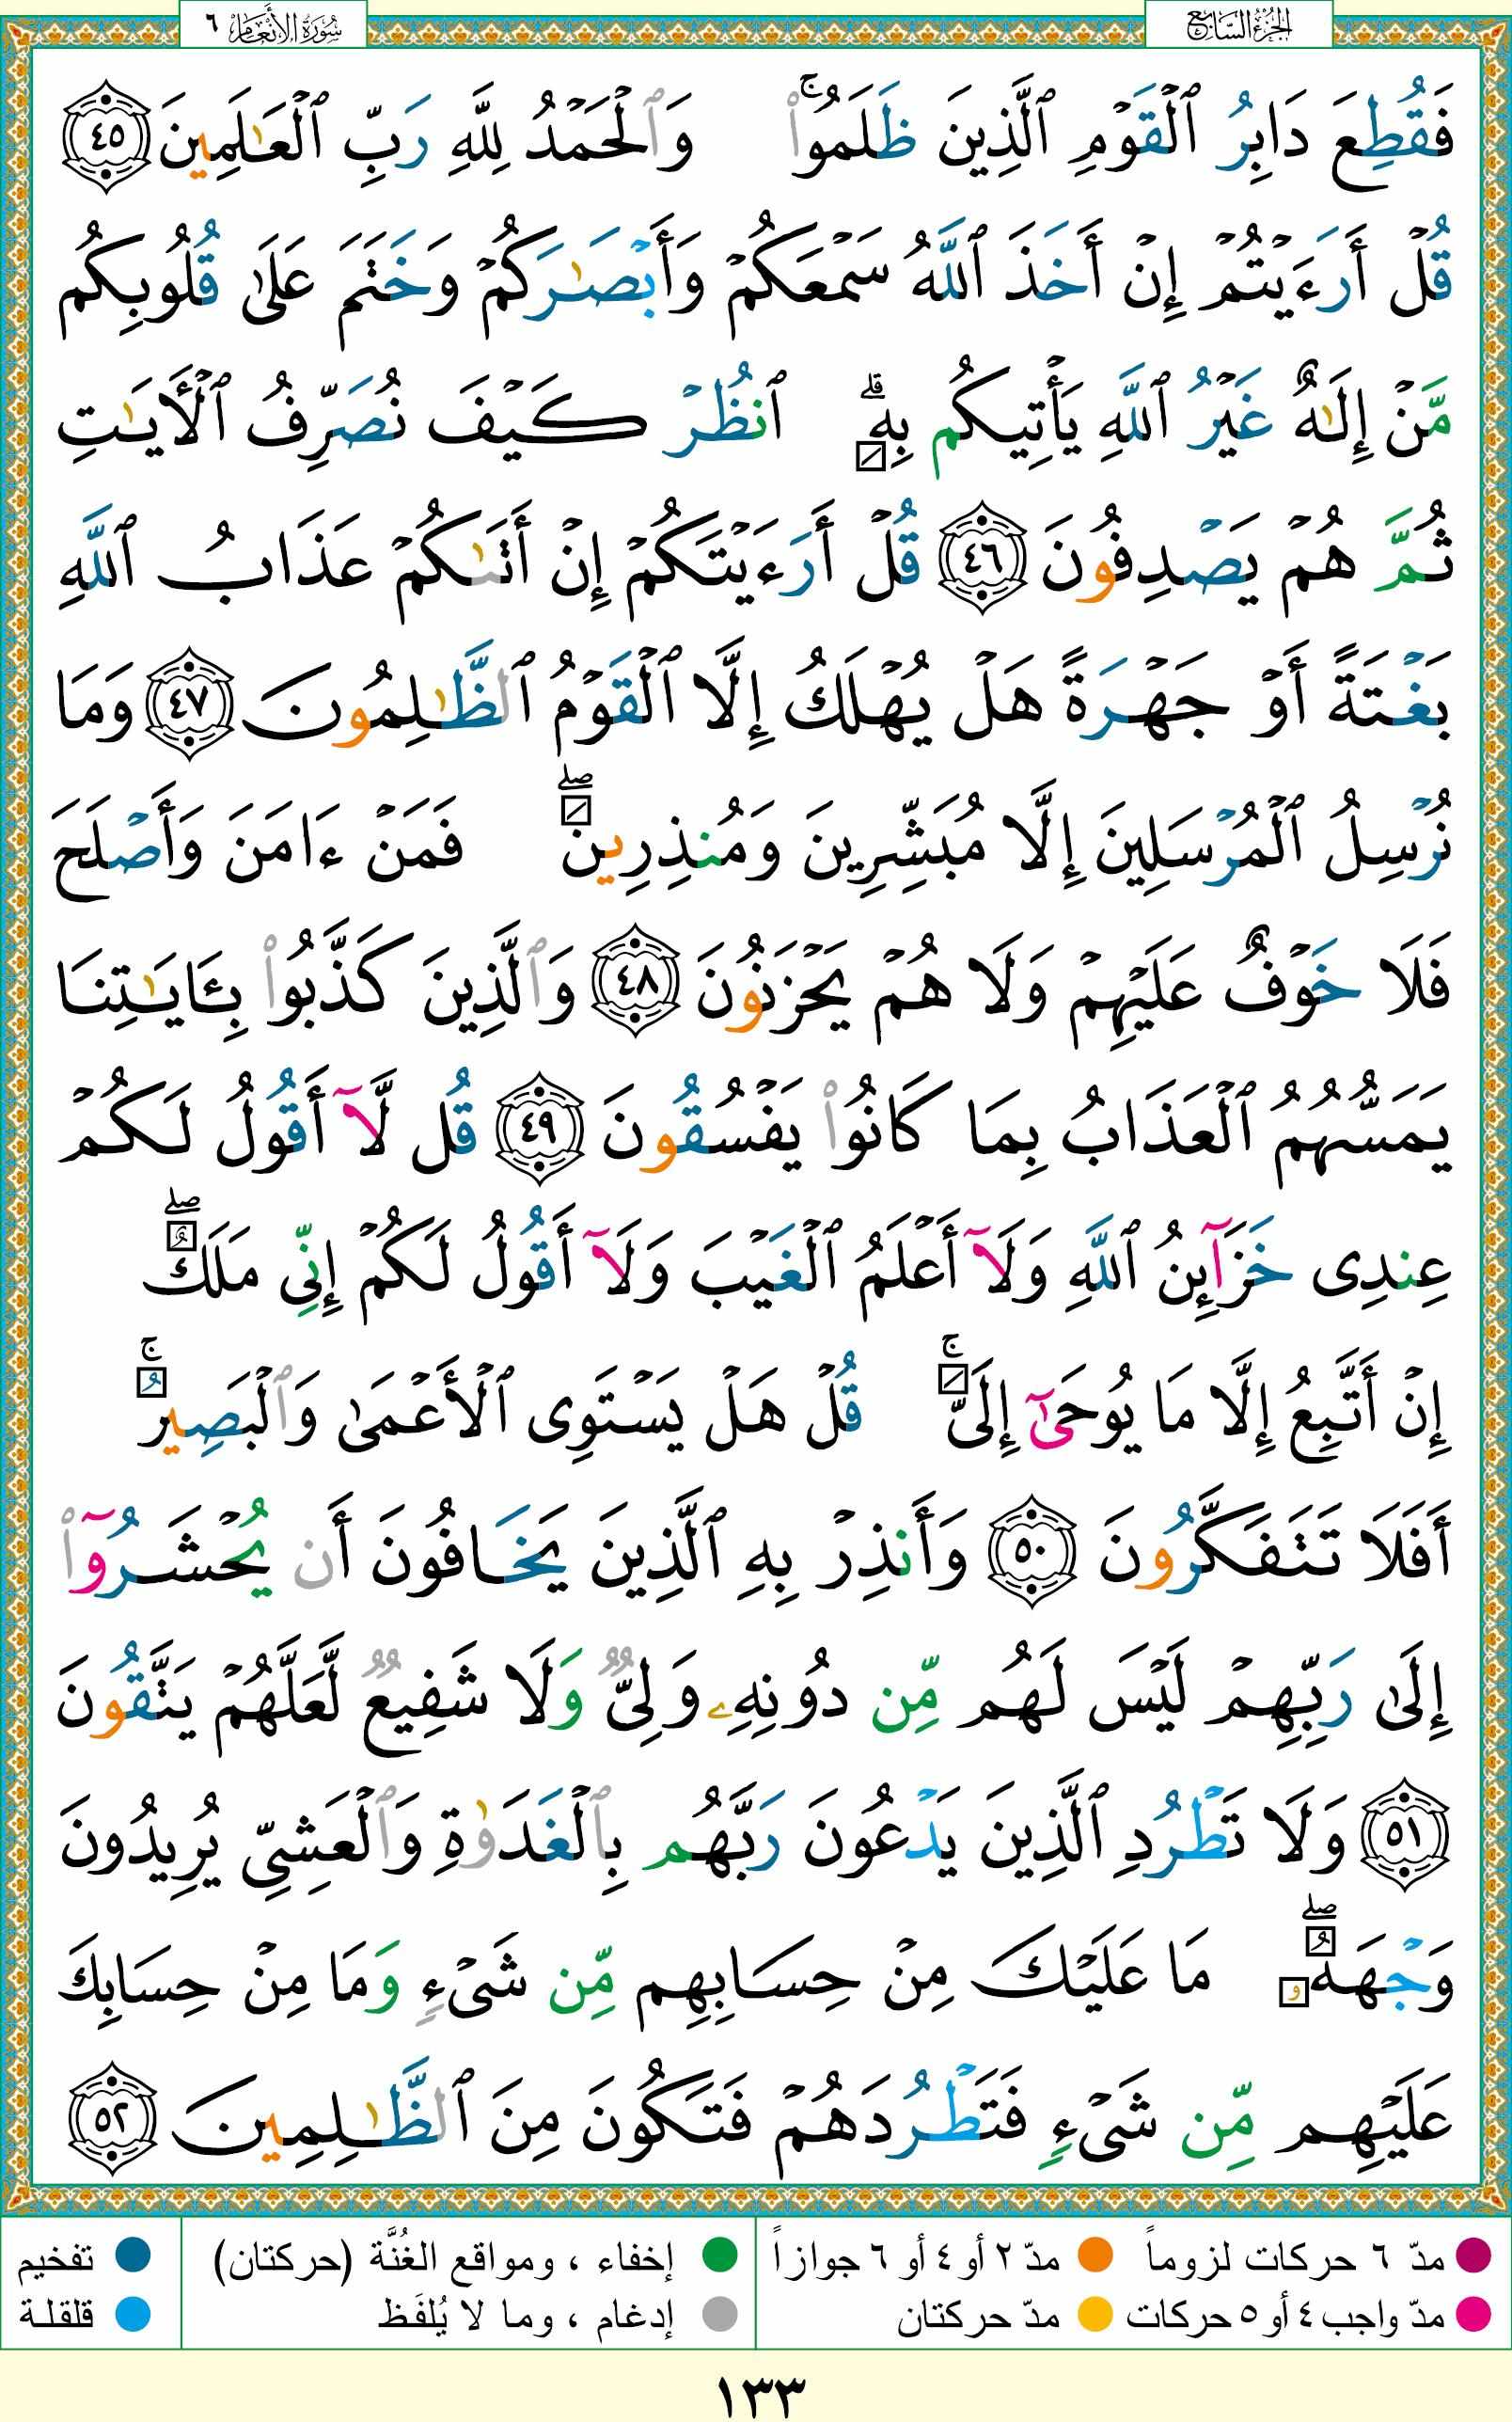 الجزء السابع
سورة الأنعام ٦
فَقُطِعَ دَابِرُ ٱلْقَوْمِ ٱلَّذِينَ ظَلَمُوا۟ۚ وَٱلْحَمْدُ لِلَّهِ رَبِّ ٱلْعَـٰلَمِينَ ٤٥
قُلْ أَرَءَيْتُمْ إِنْ أَخَذَ ٱللَّهُ سَمْعَكُمْ وَأَبْصَـٰرَكُمْ وَخَتَمَ عَلَىٰ قُلُوبِكُم
مَّنْ إِلَـٰهٌ غَيْرُ ٱللَّهِ يَأْتِيكُم بِهِۗ ٱنظُرْ كَيْفَ نُصَرِّفُ ٱلْـَٔايَـٰتِ
ثُمَّ هُمْ يَصْدِفُونَ ٤٦ قُلْ أَرَءَيْتَكُمْ إِنْ أَتَىٰكُمْ عَذَابُ ٱللَّهِ
بَغْتَةً أَوْ جَهْرَةً هَلْ يُهْلَكُ إِلَّا ٱلْقَوْمُ ٱلظَّـٰلِمُونَ ٤٧ وَمَا
نُرْسِلُ ٱلْمُرْسَلِينَ إِلَّا مُبَشِّرِينَ وَمُنذِرِينَۖ فَمَنْ ءَامَنَ وَأَصْلَحَ
فَلَا خَوْفٌ عَلَيْهِمْ وَلَا هُمْ يَحْزَنُونَ ٤٨ وَٱلَّذِينَ كَذَّبُوا۟ بِـَٔايَـٰتِنَا
يَمَسُّهُمُ ٱلْعَذَابُ بِمَا كَانُوا۟ يَفْسُقُونَ ٤٩ قُل لَّآ أَقُولُ لَكُمْ
عِندِى خَزَآئِنُ ٱللَّهِ وَلَآ أَعْلَمُ ٱلْغَيْبَ وَلَآ أَقُولُ لَكُمْ إِنِّى مَلَكٌۖ
إِنْ أَتَّبِعُ إِلَّا مَا يُوحَىٰٓ إِلَىَّۚ قُلْ هَلْ يَسْتَوِى ٱلْأَعْمَىٰ وَٱلْبَصِيرُۚ
أَفَلَا تَتَفَكَّرُونَ ٥٠ وَأَنذِرْ بِهِ ٱلَّذِينَ يَخَافُونَ أَن يُحْشَرُوٓا۟
إِلَىٰ رَبِّهِمْ لَيْسَ لَهُم مِّن دُونِهِۦ وَلِىٌّ وَلَا شَفِيعٌ لَّعَلَّهُمْ يَتَّقُونَ
٥١ وَلَا تَطْرُدِ ٱلَّذِينَ يَدْعُونَ رَبَّهُم بِٱلْغَدَوٰةِ وَٱلْعَشِىِّ يُرِيدُونَ
وَجْهَهُۥۖ مَا عَلَيْكَ مِنْ حِسَابِهِم مِّن شَىْءٍ وَمَا مِنْ حِسَابِكَ
عَلَيْهِم مِّن شَىْءٍ فَتَطْرُدَهُمْ فَتَكُونَ مِنَ ٱلظَّـٰلِمِينَ ٥٢
مدّ ٦ حركات لزوماً مدّ ٢ أو ٤ أو ٦ جوازاً إخفاء ، ومواقع الغُنَّة (حركتان) تفخيم
مدّ واجب ٤ أو ٥ حركات مدّ حركتان إدغام ، وما لا يُلفَظ قلقلة
١٣٣